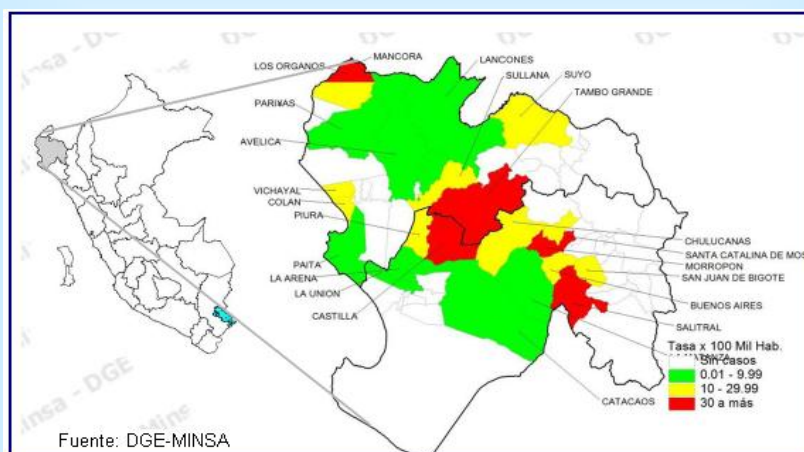 MANCORA
LOS ORGANOS
LANCONES
SULLANA
SUYO
TAMBO GRANDE
PARIÑAS
AVELICA
VICHAYAL
COLAN
PIURA
PAITA
LA ARENA
LA UNION
CASTILLA
CHULUCANAS
SANTA CATALINA DE MOS
MORROPON
SAN JUAN DE BIGOTE
BUENOS AIRES
SALITRAL
CATACAOS
Tasa x 100 Mil Hab.
Sin casos
0.01 - 9.99
10 - 29.99
30 a más
Fuente: DGE-MINSA
Minsa - DGE